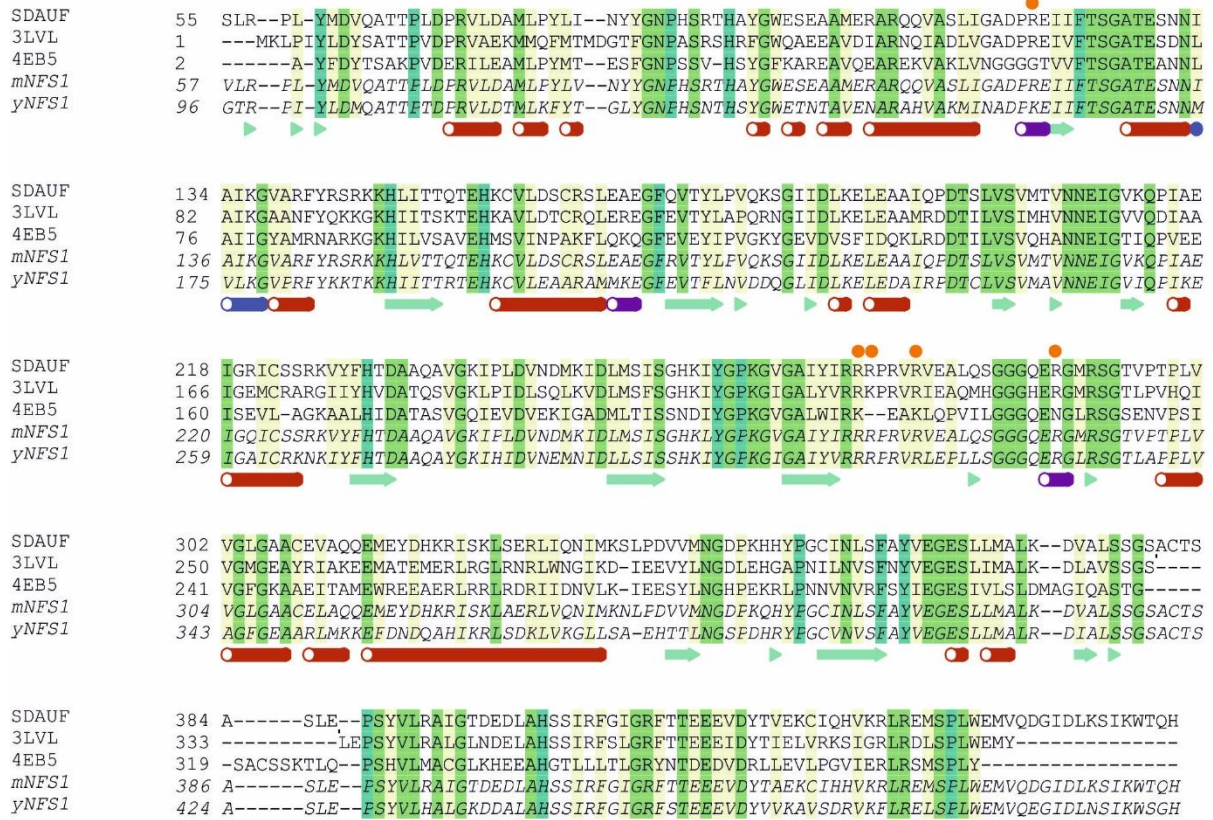 SDAUF 55 SLR--PL-YMDVQATTPLDPRVLDAMLPYLI-NYYGNPHSRTHAYGWESEAAMERARQQVASLIGADPREIIFTSGATESNNI
3LVL 1 ---MKLPIYLDYSATTPVDPRVAEKMMQFMTMDGTFGNPASRSHRFGWQAEEAVDIARNQIADLVGADPREIVFTSGATESDNL
4EB5 2 -----A-YFDYTSAKPVDERILEAMLPYMT--ESFGNPSSV-HSYGFKAREAVQEAREKVAKLVNGGGGTVVFTSGATEANNL
mNFS1 57 VLR--PL-YMDVQATTPLDPRVLDAMLPYLV--NYYGNPHSRTHAYGWESEAAMERARQQVASLIGADPREIIFTSGATESNNI
yNFS1 96 GTR--PI-YLDMQATTPTDPRVLDTMLKFYT--GLYGNPHSNTHSYGWETNTAVENARAHVAKMINADPKEIIFTSGATESNNM
SDAUF 134 AIKGVARFYRSRKKHLITTQTEHKCVLDSCRSLEAEGFQVTYLPVQKSGIIDLKELEAAIQPDTSLVSVMTVNNEIGVKQPIAE
3LVL 82 AIKGAANFYQKKGKHIITSKTEHKAVLDTCRQLEREGFEVTYLAPQRNGIIDLKELEAAMRDDTILVSIMHVNNEIGVVQDIAA
4EB5 76 AIIGYAMRNARKGKHILVSAVEHMSVINPAKFLQKQGFEVEYIPVGKYGEVDVSFIDQKLRDDTILVSVQHANNEIGTIQPVEE
mNFS1 136 AIKGVARFYRSRKKHLVTTQTEHKCVLDSCRSLEAEGFRVTYLPVQKSGIIDLKELEAAIQPDTSLVSVMTVNNEIGVKQPIAE
yNFS1 175 VLKGVPRFYKKTKKHIITTRTEHKCVLEAARAMMKEGFEVTFLNVDDQGLIDLKELEDAIRPDTCLVSVMAVNNEIGVIQPIKE
SDAUF 218 IGRICSSRKVYFHTDAAQAVGKIPLDVNDMKIDLMSISGHKIYGPKGVGAIYIRRRPRVRVEALQSGGGQERGMRSGTVPTPLV
3LVL 166 IGEMCRARGIIYHVDATQSVGKLPIDLSQLKVDLMSFSGHKIYGPKGIGALYVRRKPRVRIEAQMHGGGHERGMRSGTLPVHQI
4EB5 160 ISEVL-AGKAALHIDATASVGQIEVDVEKIGADMLTISSNDIYGPKGVGALWIRK--EAKLQPVILGGGQENGLRSGSENVPSI
mNFS1 220 IGQICSSRKVYFHTDAAQAVGKIPLDVNDMKIDLMSISGHKLYGPKGVGAIYIRRRPRVRVEALQSGGGQERGMRSGTVPTPLV
yNFS1 259 IGAICRKNKIYFHTDAAQAYGKIHIDVNEMNIDLLSISSHKIYGPKGIGAIYVRRRPRVRLEPLLSGGGQERGLRSGTLAPPLV
SDAUF 302 VGLGAACEVAQQEMEYDHKRISKLSERLIQNIMKSLPDVVMNGDPKHHYPGCINLSFAYVEGESLLMALK--DVALSSGSACTS
3LVL 250 VGMGEAYRIAKEEMATEMERLRGLRNRLWNGIKD-IEEVYLNGDLEHGAPNILNVSFNYVEGESLIMALK--DLAVSSGS----
4EB5 241 VGFGKAAEITAMEWREEAERLRRLRDRIIDNVLK-IEESYLNGHPEKRLPNNVNVRFSYIEGESIVLSLDMAGIQASTG-----
mNFS1 304 VGLGAACELAQQEMEYDHKRISKLAERLVQNIMKNLPDVVMNGDPKQHYPGCINLSFAYVEGESLLMALK--DVALSSGSACTS
yNFS1 343 AGFGEAARLMKKEFDNDQAHIKRLSDKLVKGLLSA-EHTTLNGSPDHRYPGCVNVSFAYVEGESLLMALR--DIALSSGSACTS
SDAUF 384 A------SLE--PSYVLRAIGTDEDLAHSSIRFGIGRFTTEEEVDYTVEKCIQHVKRLREMSPLWEMVQDGIDLKSIKWTQH
3LVL 333 ---------LEPSYVLRALGLNDELAHSSIRFSLGRFTTEEEIDYTIELVRKSIGRLRDLSPLWEMY---------------
4EB5 319 -SACSSKTLQ--PSHVLMACGLKHEEAHGTLLLTLGRYNTDEDVDRLLEVLPGVIERLRSMSPLY-----------------
mNFS1 386 A------SLE--PSYVLRAIGTDEDLAHSSIRFGIGRFTTEEEVDYTAEKCIHHVKRLREMSPLWEMVQDGIDLKSIKWTQH
yNFS1 424 A------SLE--PSYVLHALGKDDALAHSSIRFGIGRFSTEEEVDYVVKAVSDRVKFLRELSPLWEMVQEGIDLNSIKWSGH